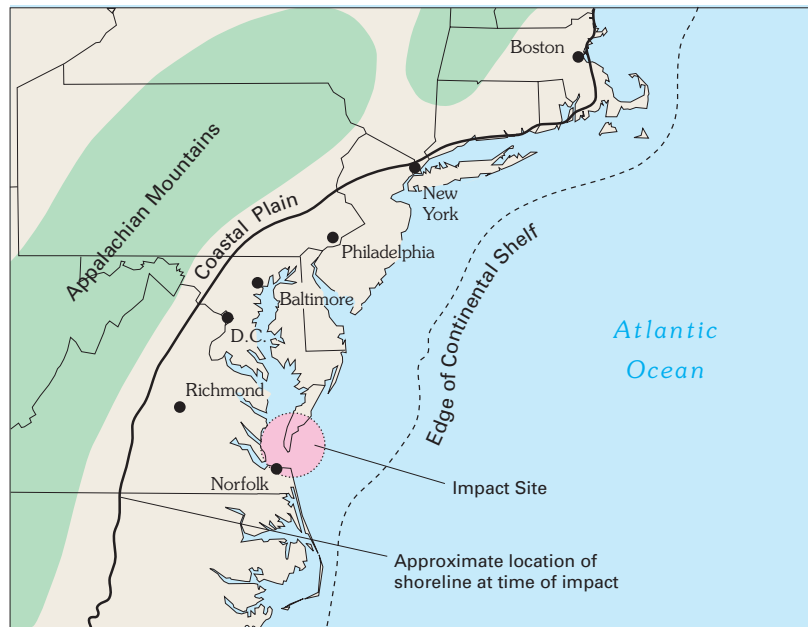 Boston
Appalachian Mountains
Coastal Plain
New
York
Philadelphia
Edge of Continental Shelf
Baltimore
D.C.
Atlantic
Ocean
Richmond
Norfolk
Impact Site
Approximate location of
shoreline at time of impact